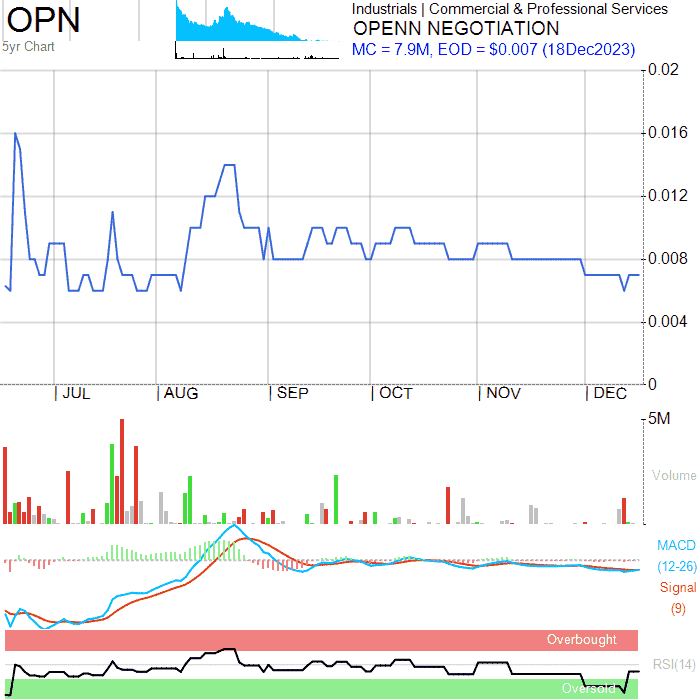 OPN
5yr Chart
Industrials | Commercial & Professional Services
OPENN NEGOTIATION
MC = 7.9M, EOD = $0.007 (18Dec2023)
0.02
0.016
0.012
0.008
0.004
0
| JUL | AUG | SEP | OCT | NOV | DEC
5M
Volume
MACD
(12-26)
Signal
(9)
Overbought
RSI(14)
Oversold